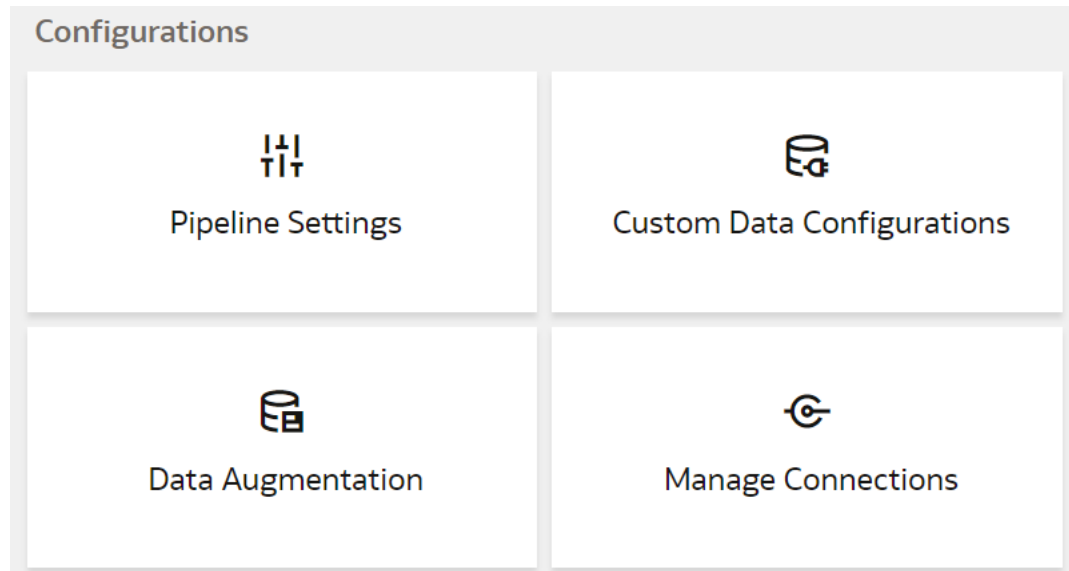 Configurations
Pipeline Settings
Custom Data Configurations
Data Augmentation
Manage Connections